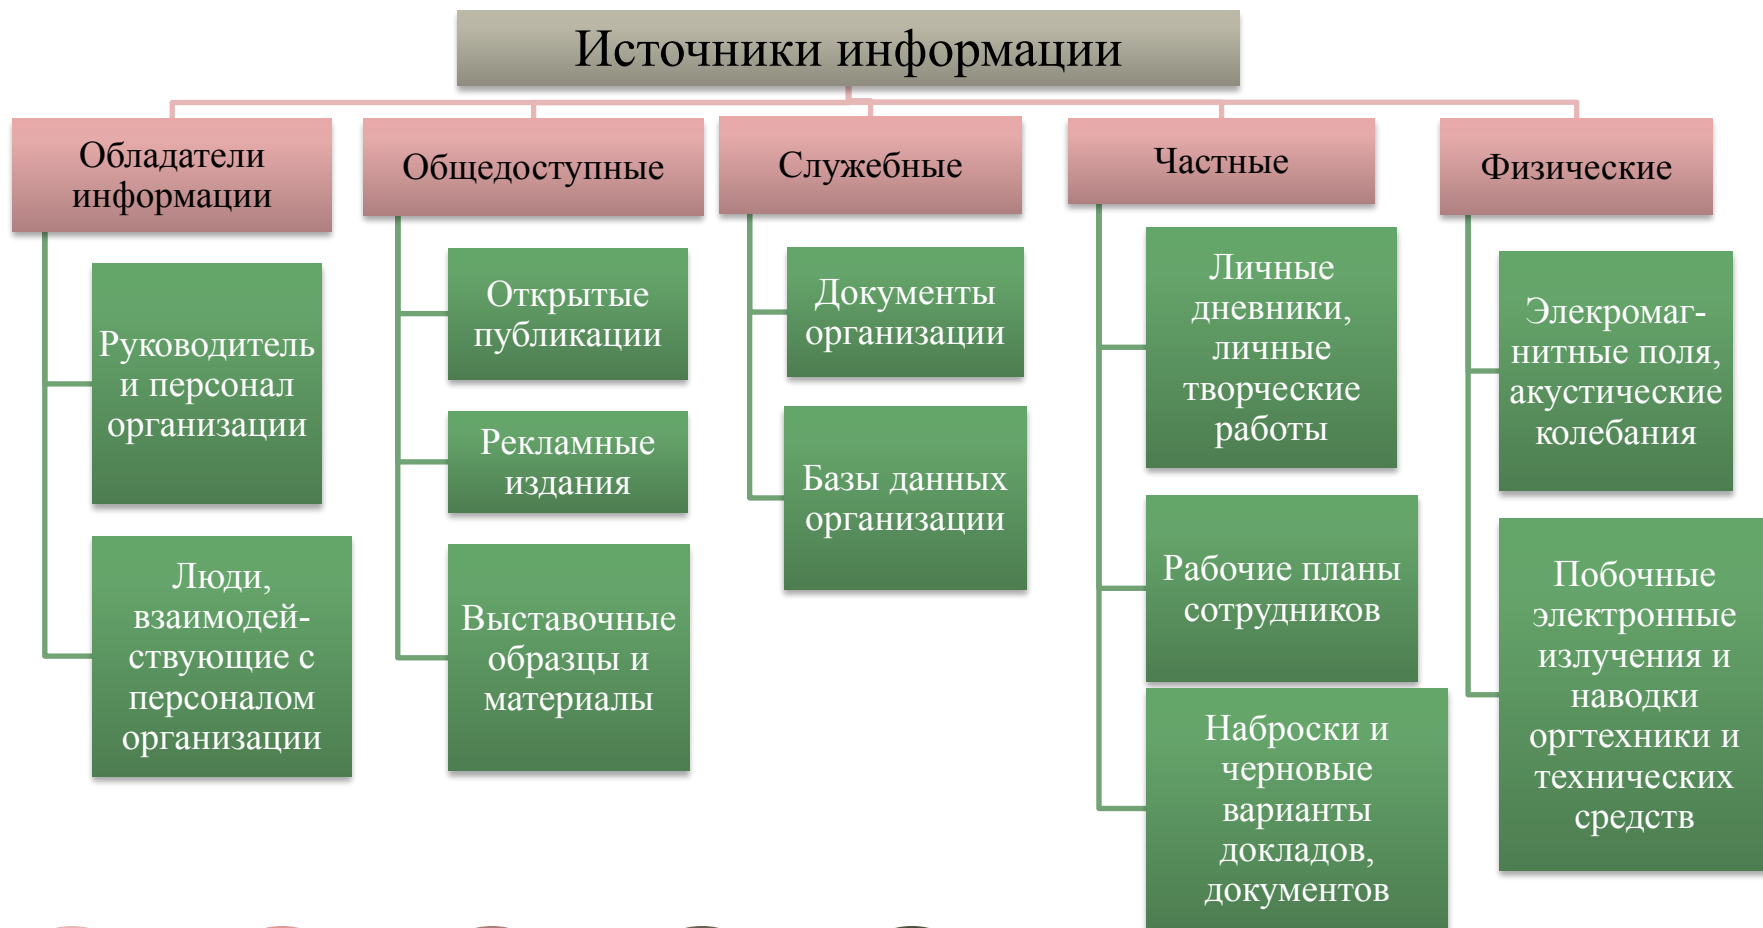 Источники информации
Обладатели
информации
Руководитель
и персонал
организации
Люди,
взаимодей-
ствующие с
персоналом
организации
Общедоступные
Открытые
публикации
Рекламные
издания
Выставочные
образцы и
материалы
Служебные
Документы
организации
Базы данных
организации
Частные
Личные
дневники,
личные
творческие
работы
Рабочие планы
сотрудников
Наброски и
черновые
варианты
докладов,
документов
Физические
Элекромаг-
нитные поля,
акустические
колебания
Побочные
электронные
излучения и
наводки
оргтехники и
технических
средств